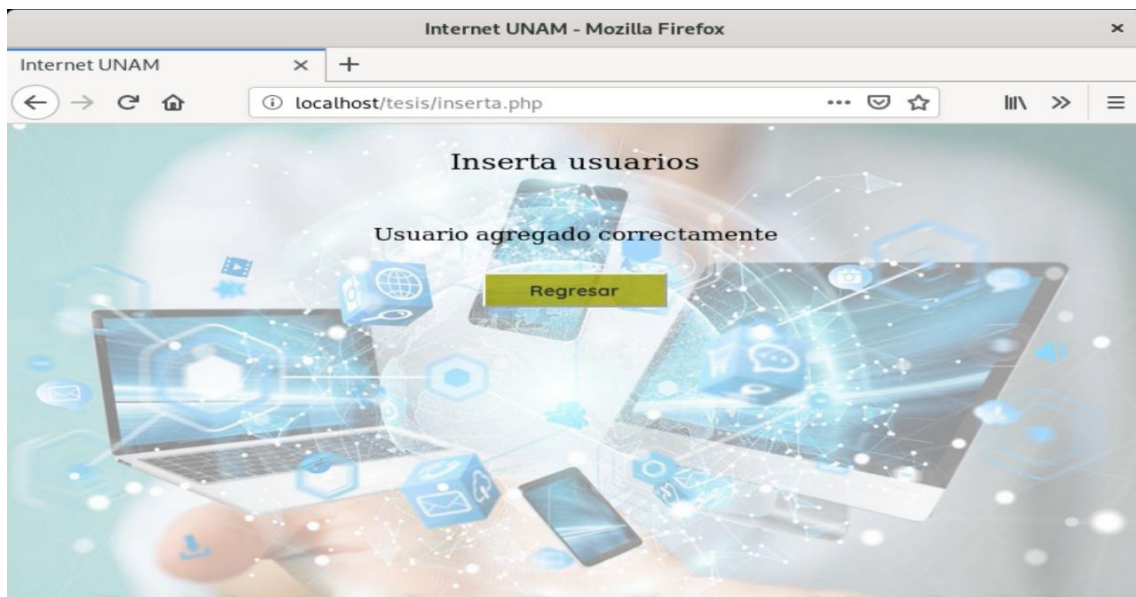 Internet UNAM - Mozilla Firefox
Internet UNAM
localhost/tesis/inserta.php
Inserta usuarios
Usuario agregado correctamente
Regresar